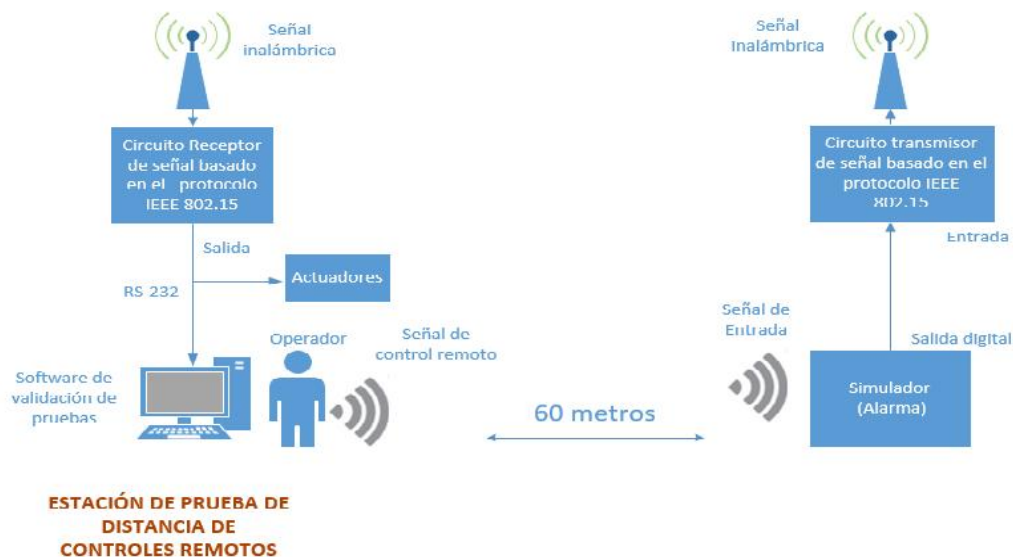 Señal
inalámbrica
Señal
Inalámbrica
Circuito Receptor
de señal basado
en el protocolo
IEEE 802.15
Circuito transmisor
de señal basado en el
protocolo IEEE
802.15
Salida
Entrada
RS 232
Actuadores
Operador
Señal de
control remoto
Señal de
Entrada
Salida digital
Software de
validación de
pruebas
60 metros
Simulador
(Alarma)
ESTACIÓN DE PRUEBA DE
DISTANCIA DE
CONTROLES REMOTOS